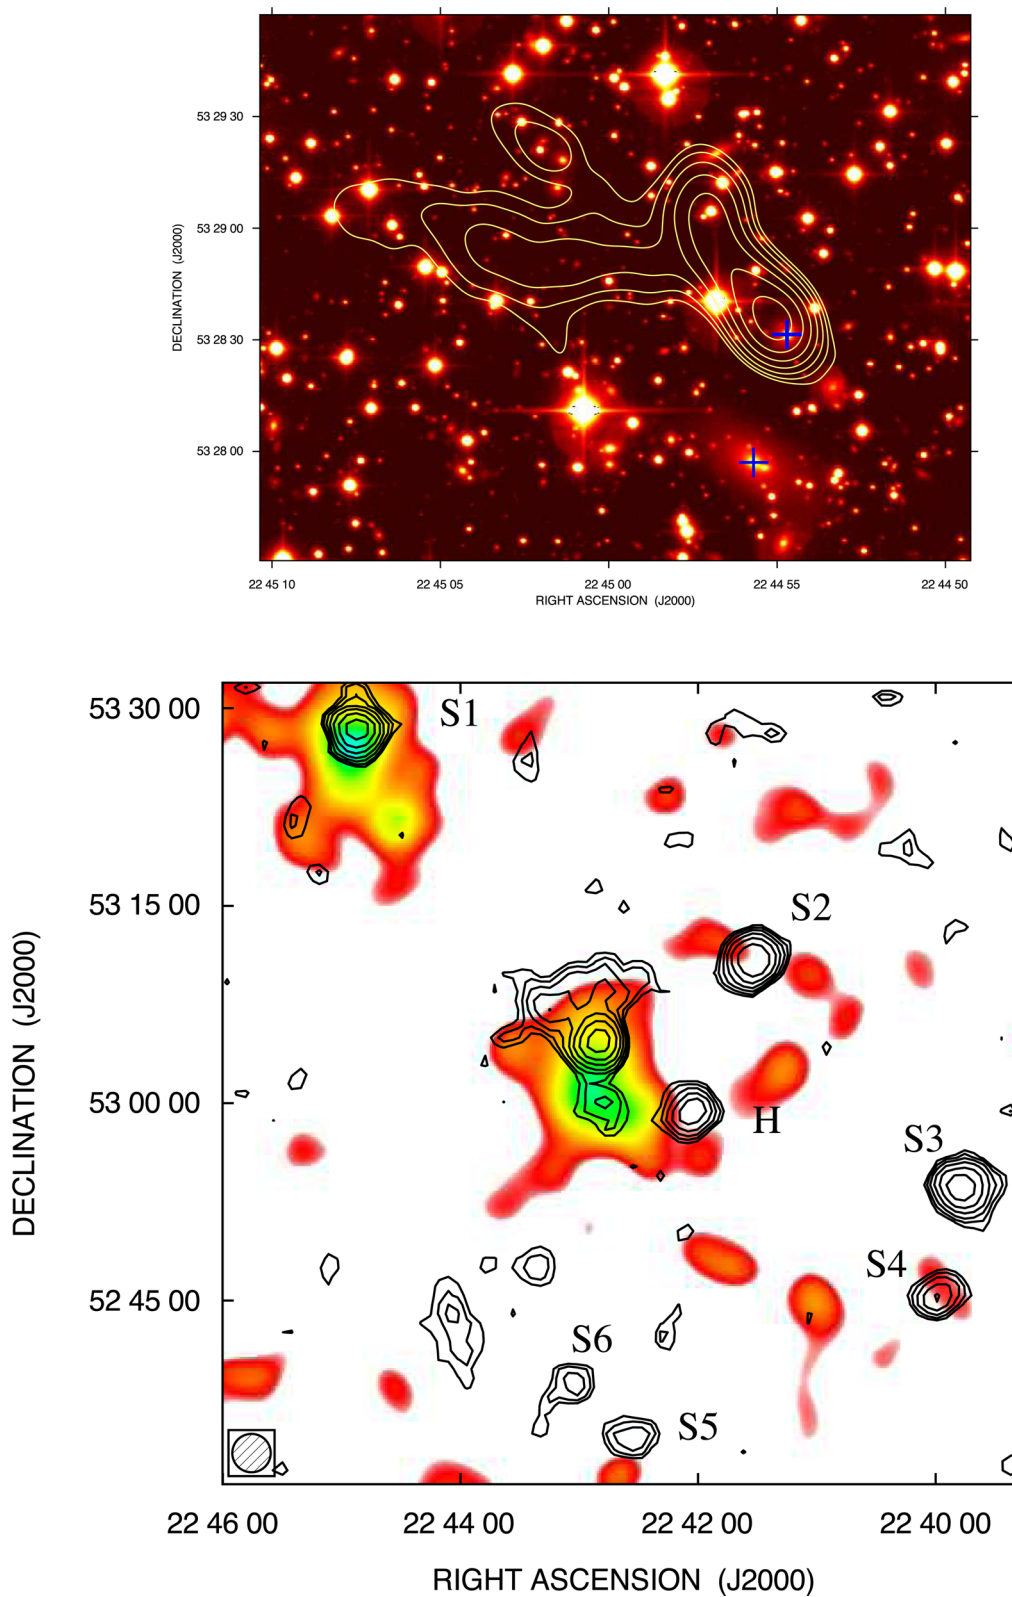 53 29 30
53 29 00
53 28 30
53 28 00
DECLINATION (J2000)
22 45 10 22 45 05 22 45 00 22 44 55 22 44 50
RIGHT ASCENSION (J2000)
53 30 00
53 15 00
53 00 00
52 45 00
DECLINATION (J2000)
S1
S2
H
S3
S4
S6
S5
22 46 00 22 44 00 22 42 00 22 40 00
RIGHT ASCENSION (J2000)